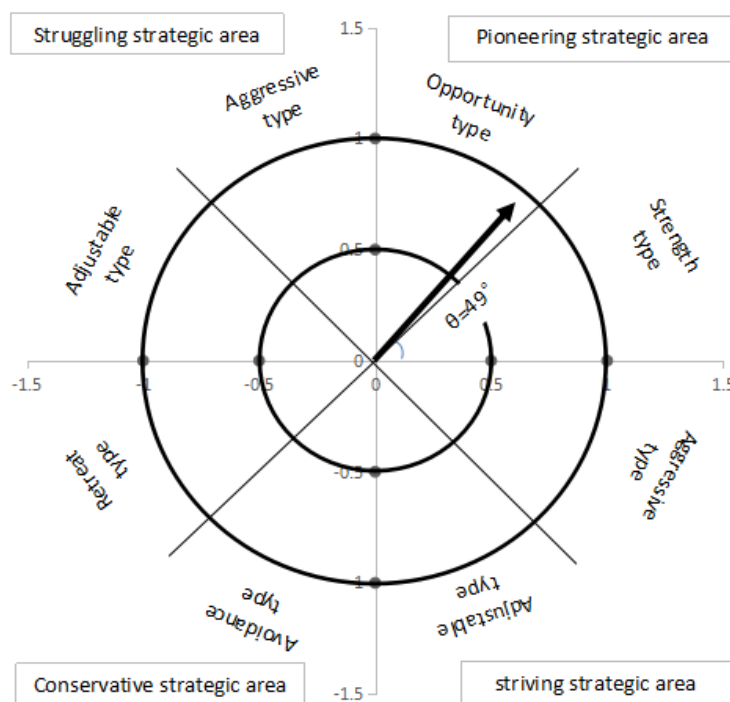 Struggling strategic area
1.5
Pioneering strategic area
Aggressive
type
Opportunity
type
1
Adjustable
type
Strength
type
0.5
θ=49°
-1.5
-1
-0.5
0
0
0.5
1
1.5
Retreat
type
Aggressive
type
-0.5
Avoidance
type
1
Adjustable
type
Conservative strategic area
-1.5
striving strategic area